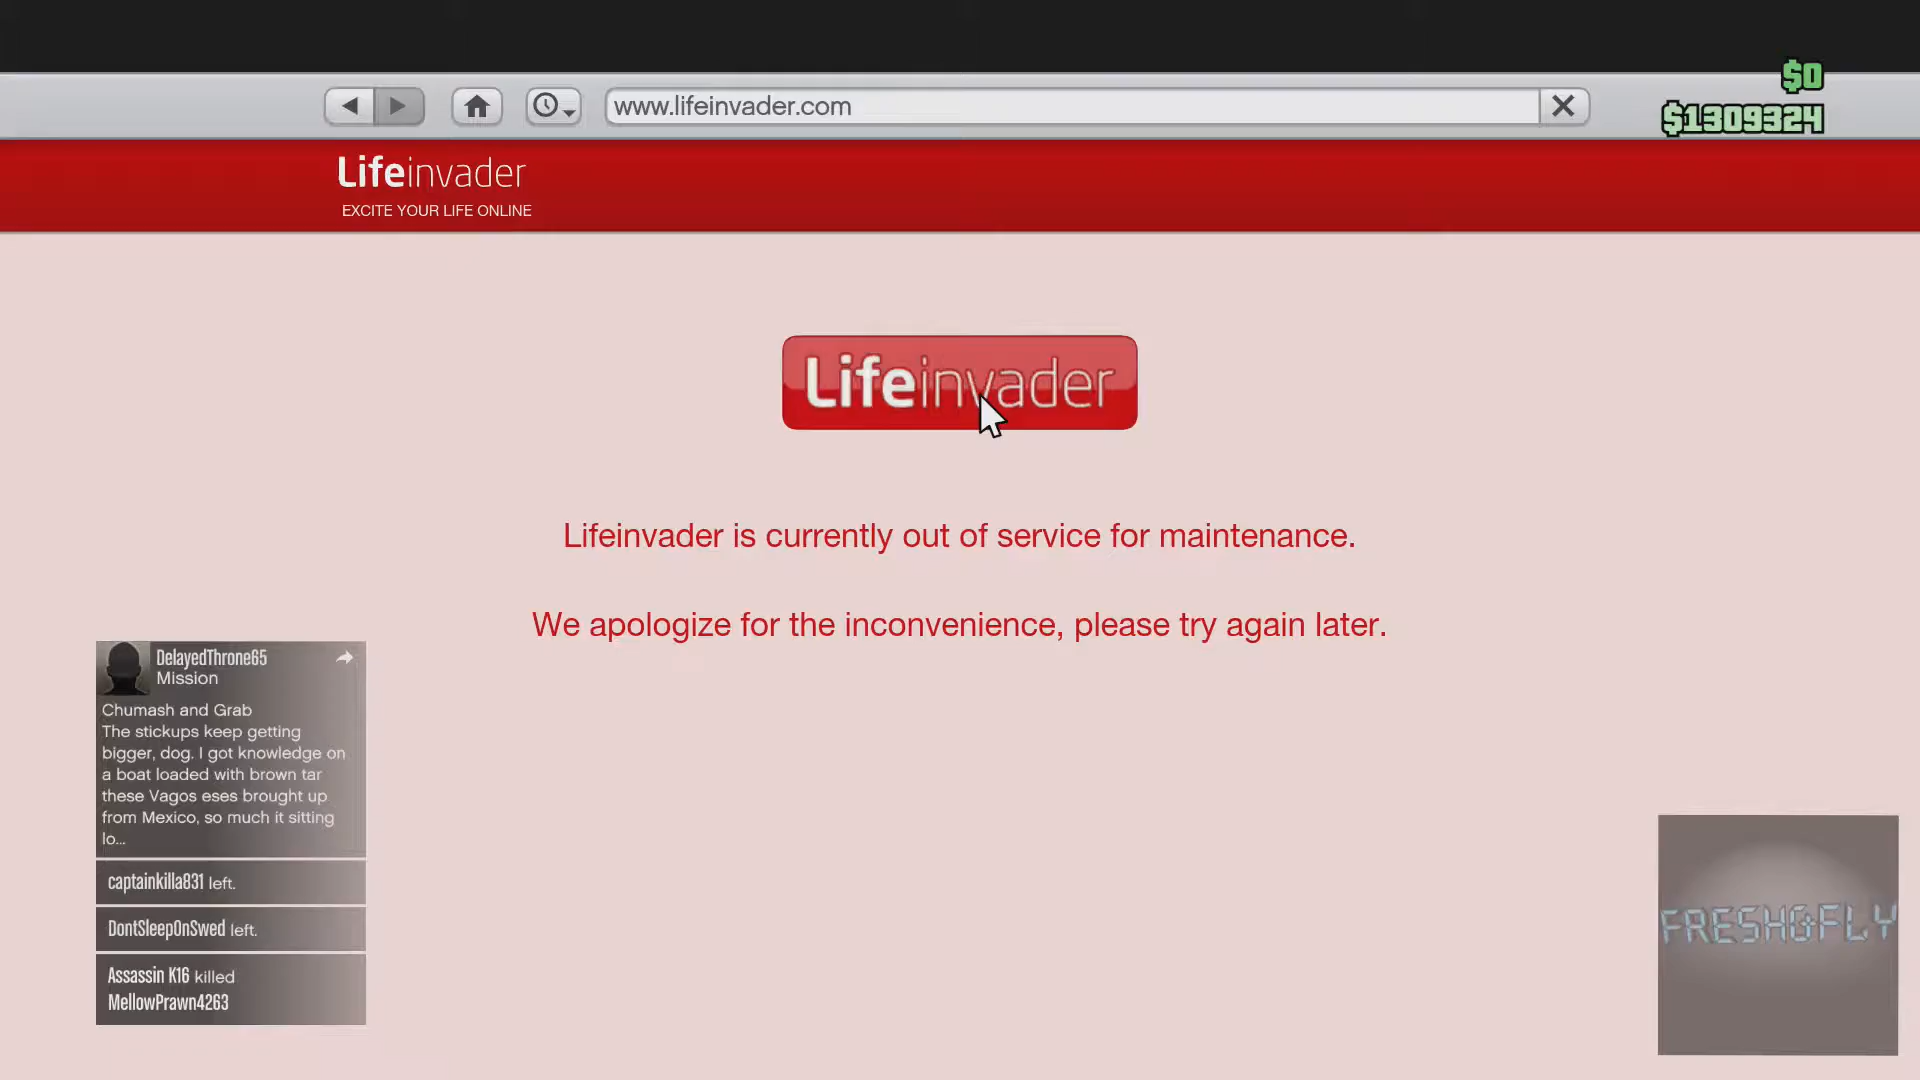 $0
www.lifeinvader.com
$1309324
Lifeinvader
EXCITE YOUR LIFE ONLINE
Lifeinvader
Lifeinvader is currently out of service for maintenance.
We apologize for the inconvenience, please try again later.
DelayedThrone65
Mission
Chumash and Grab
The stickups keep getting
bigger, dog. I got knowledge on
a boat loaded with brown tar
these Vagos eses brought up
from Mexico, so much it sitting
lo...
captainkilla831 left.
DontSleepOnSwed left.
Assassin K16 killed
MellowPrawn4263
FRESH&FLY